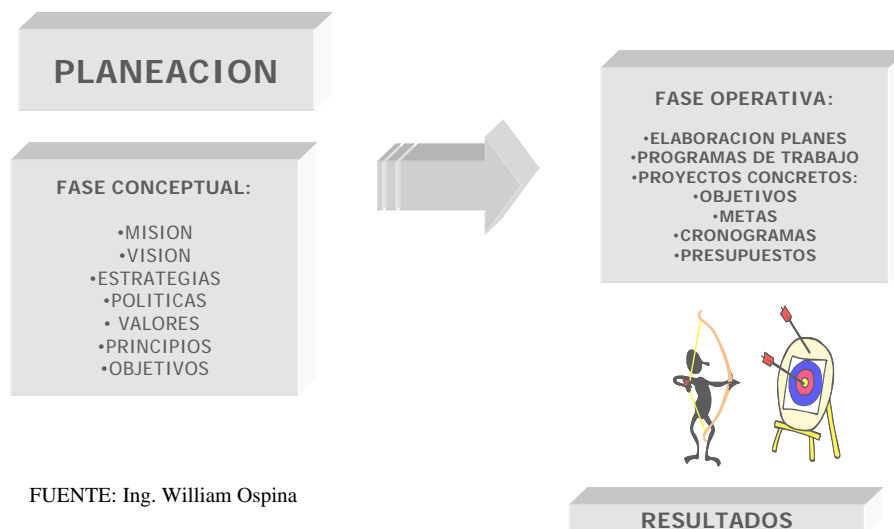 PLANEACION
FASE CONCEPTUAL:
•MISION
•VISION
•ESTRATEGIAS
•POLITICAS
• VALORES
•PRINCIPIOS
•OBJETIVOS
FASE OPERATIVA:
•ELABORACION PLANES
•PROGRAMAS DE TRABAJO
•PROYECTOS CONCRETOS:
•OBJETIVOS
•METAS
•CRONOGRAMAS
•PRESUPUESTOS
FUENTE: Ing. William Ospina
RESULTADOS